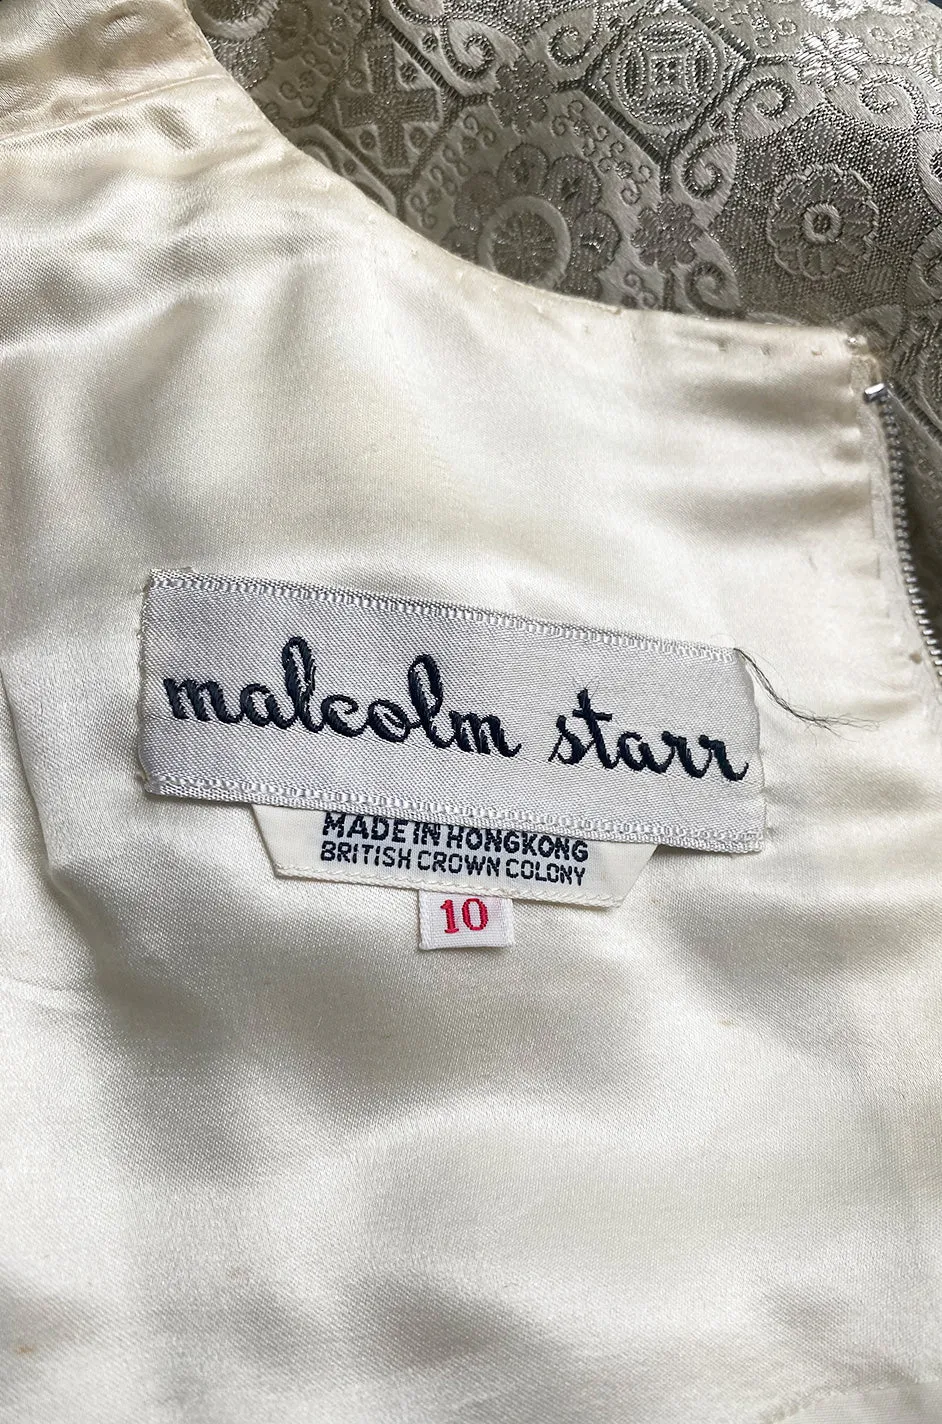 malcolm starr
MADE IN HONGKONG
BRITISH CROWN COLONY
10